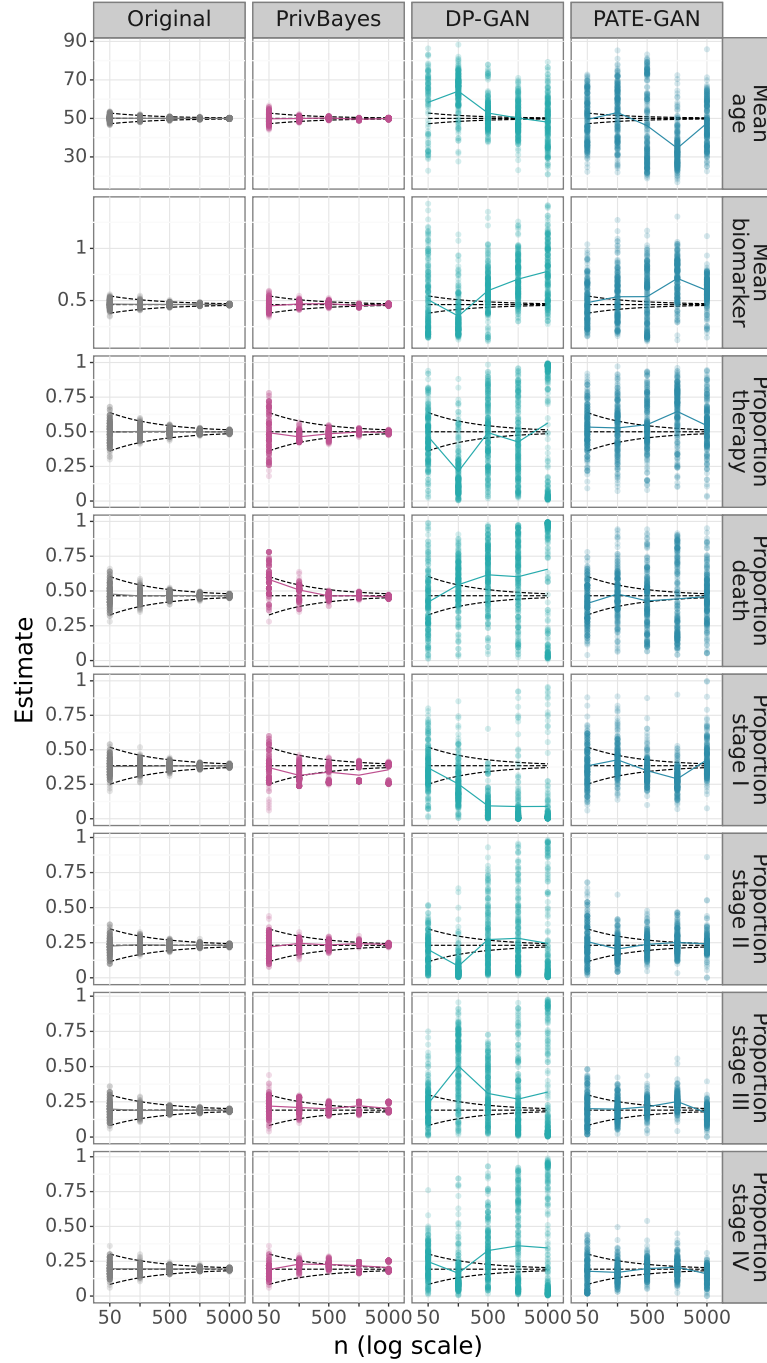 Original PrivBayes DP-GAN PATE-GAN
90
70
50
30
Mean
age
1
0.5
Mean
biomarker
1
0.75
0.50
0.25
0
Proportion
therapy
1
0.75
0.50
0.25
0
Proportion
death
1
0.75
0.50
0.25
0
Proportion
stage I
1
0.75
0.50
0.25
0
Proportion
stage II
1
0.75
0.50
0.25
0
Proportion
stage III
1
0.75
0.50
0.25
0
Proportion
stage IV
Estimate
50 500 5000 50 500 5000 50 500 5000 50 500 5000
n (log scale)